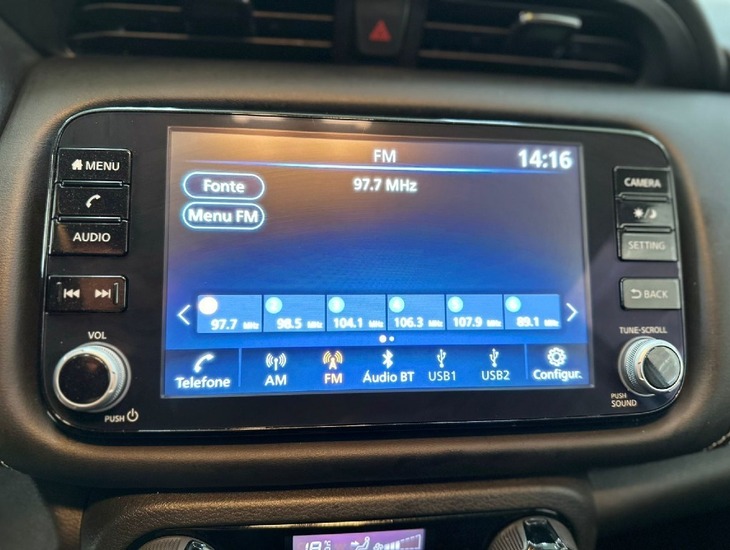 FM 14:16
MENU
Fonte 97.7 MHz
Menu FM
AUDIO
CAMERA
SETTING
BACK
97.7 MHz 98.5 MHz 104.1 MHz 106.3 MHz 107.9 MHz 89.1 MHz
VOL
TUNE-SCROLL
Telefone AM FM Áudio BT USB1 USB2 Configur.
PUSH
PUSH
SOUND
18 °C